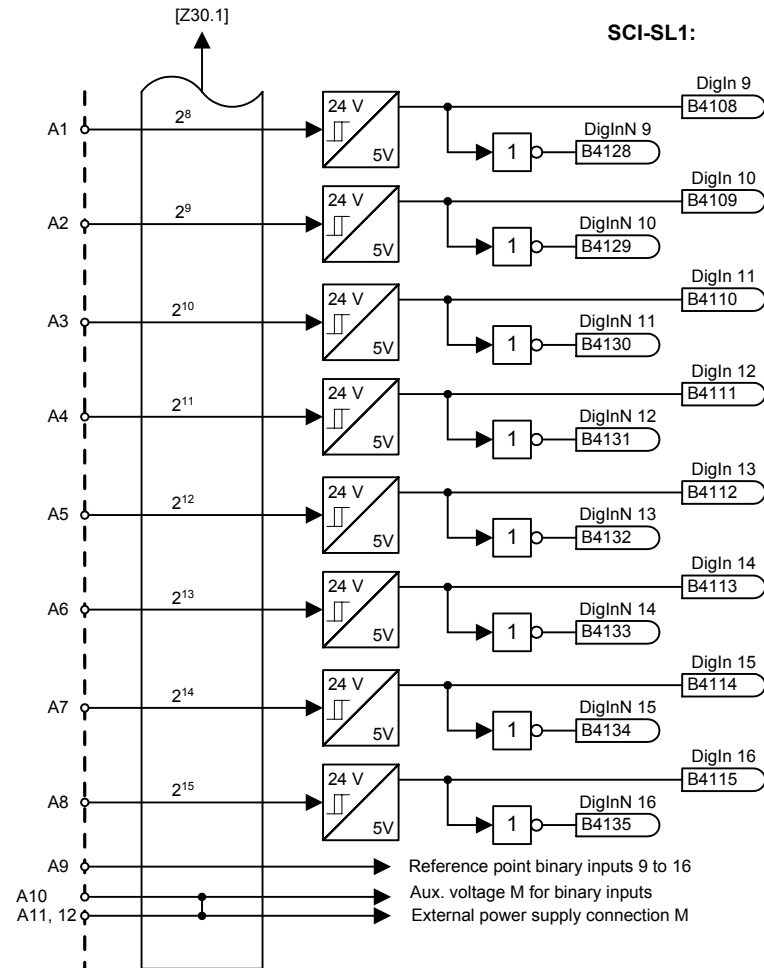 [Z30.1]
SCI-SL1:
DigIn 9
24 V
B4108
2⁸
DigInN 9
A1
1
B4128
5V
DigIn 10
24 V
B4109
2⁹
DigInN 10
A2
1
B4129
5V
DigIn 11
24 V
B4110
2¹⁰
DigInN 11
A3
1
B4130
5V
DigIn 12
24 V
B4111
2¹¹
DigInN 12
A4
1
B4131
5V
DigIn 13
24 V
B4112
2¹²
DigInN 13
A5
1
B4132
5V
DigIn 14
24 V
B4113
2¹³
DigInN 14
A6
1
B4133
5V
DigIn 15
24 V
B4114
2¹⁴
DigInN 15
A7
1
B4134
5V
DigIn 16
24 V
B4115
2¹⁵
DigInN 16
A8
1
B4135
5V
A9 Reference point binary inputs 9 to 16
A10 Aux. voltage M for binary inputs
A11, 12 External power supply connection M